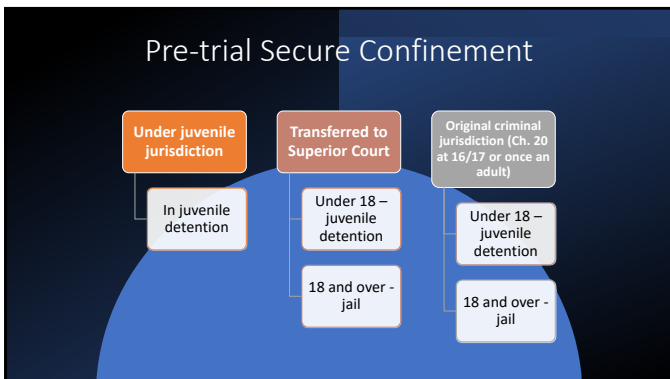 Pre-trial Secure Confinement
Under juvenile
jurisdiction
In juvenile
detention
Transferred to
Superior Court
Under 18 –
juvenile
detention
18 and over -
jail
Original criminal
jurisdiction (Ch. 20
at 16/17 or once an
adult)
Under 18 –
juvenile
detention
18 and over -
jail